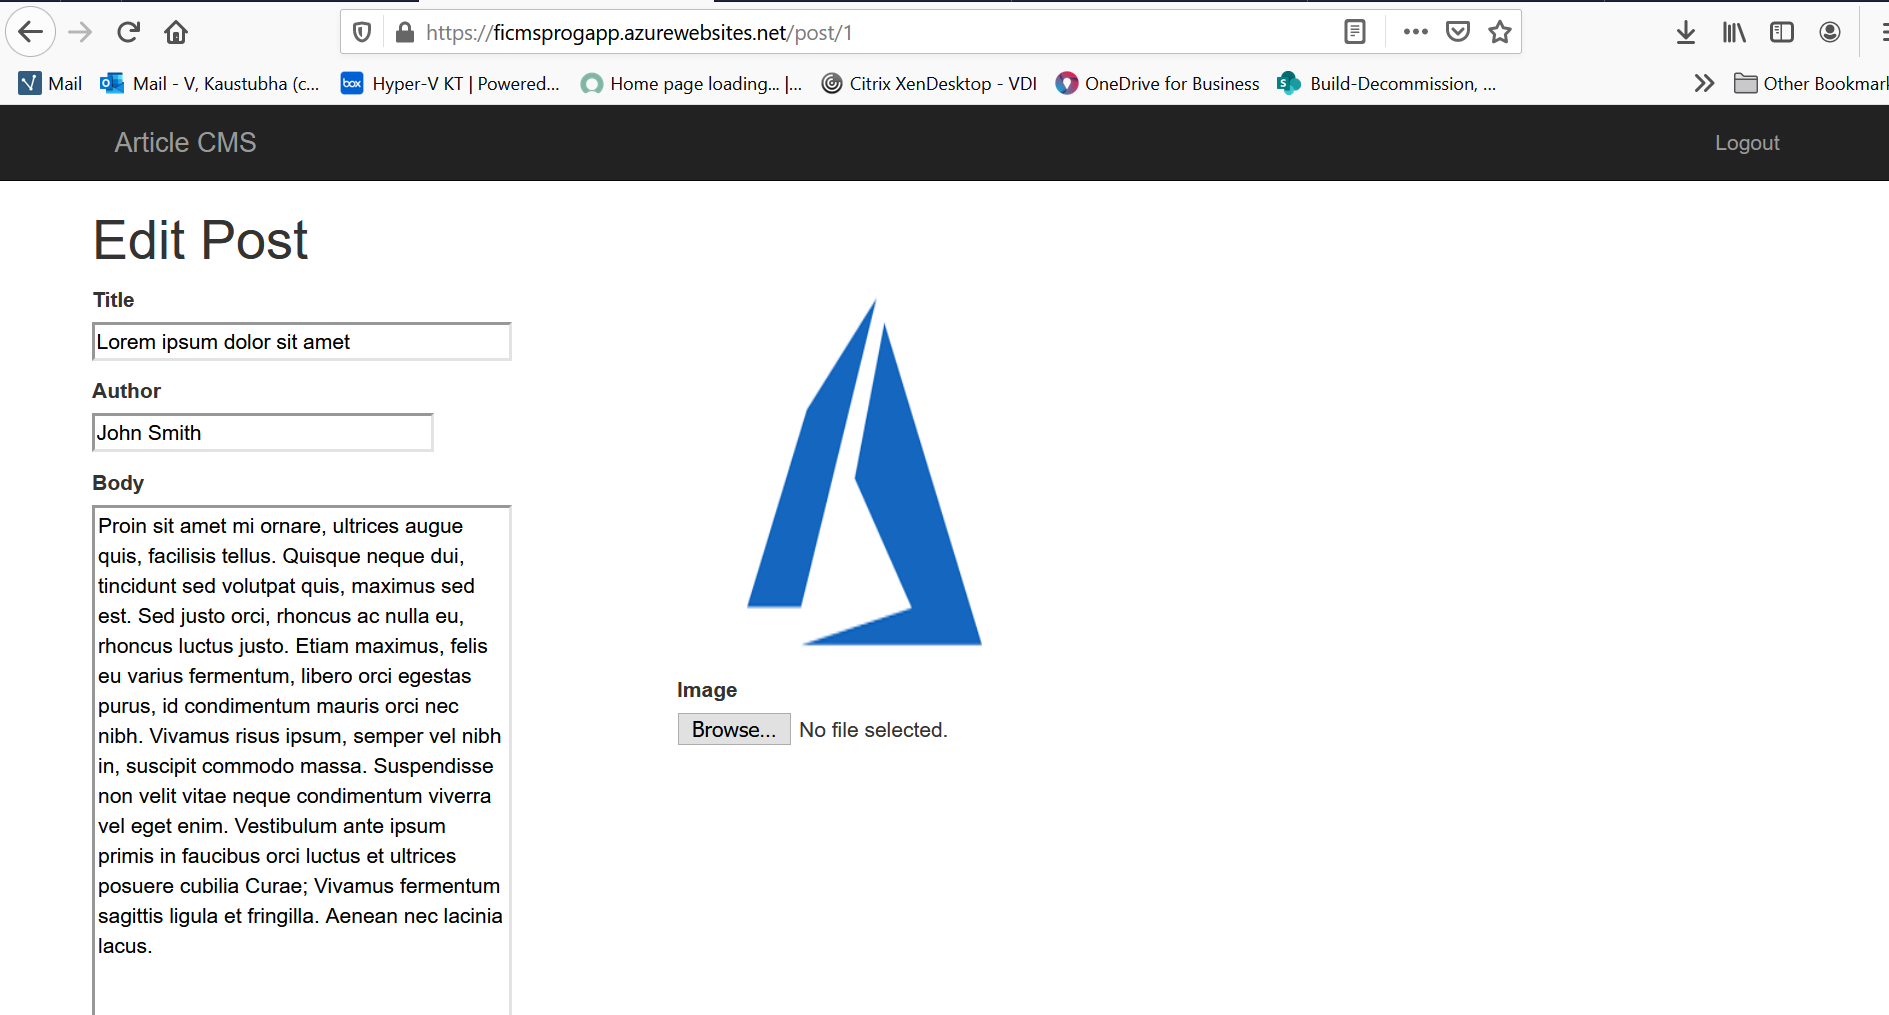 https://ficmsprogapp.azurewebsites.net/post/1
Mail
Mail - V, Kaustubha (c...
box
Hyper-V KT | Powered...
Home page loading... |...
Citrix XenDesktop - VDI
OneDrive for Business
S
Build-Decommission, ...
Other Bookmark
Article CMS
Logout
Edit Post
Title
Lorem ipsum dolor sit amet
Author
John Smith
Body
Proin sit amet mi ornare, ultrices augue
quis, facilisis tellus. Quisque neque dui,
tincidunt sed volutpat quis, maximus sed
est. Sed justo orci, rhoncus ac nulla eu,
rhoncus luctus justo. Etiam maximus, felis
eu varius fermentum, libero orci egestas
purus, id condimentum mauris orci nec
nibh. Vivamus risus ipsum, semper vel nibh
in, suscipit commodo massa. Suspendisse
non velit vitae neque condimentum viverra
vel eget enim. Vestibulum ante ipsum
primis in faucibus orci luctus et ultrices
posuere cubilia Curae; Vivamus fermentum
sagittis ligula et fringilla. Aenean nec lacinia
lacus.
Image
Browse... No file selected.